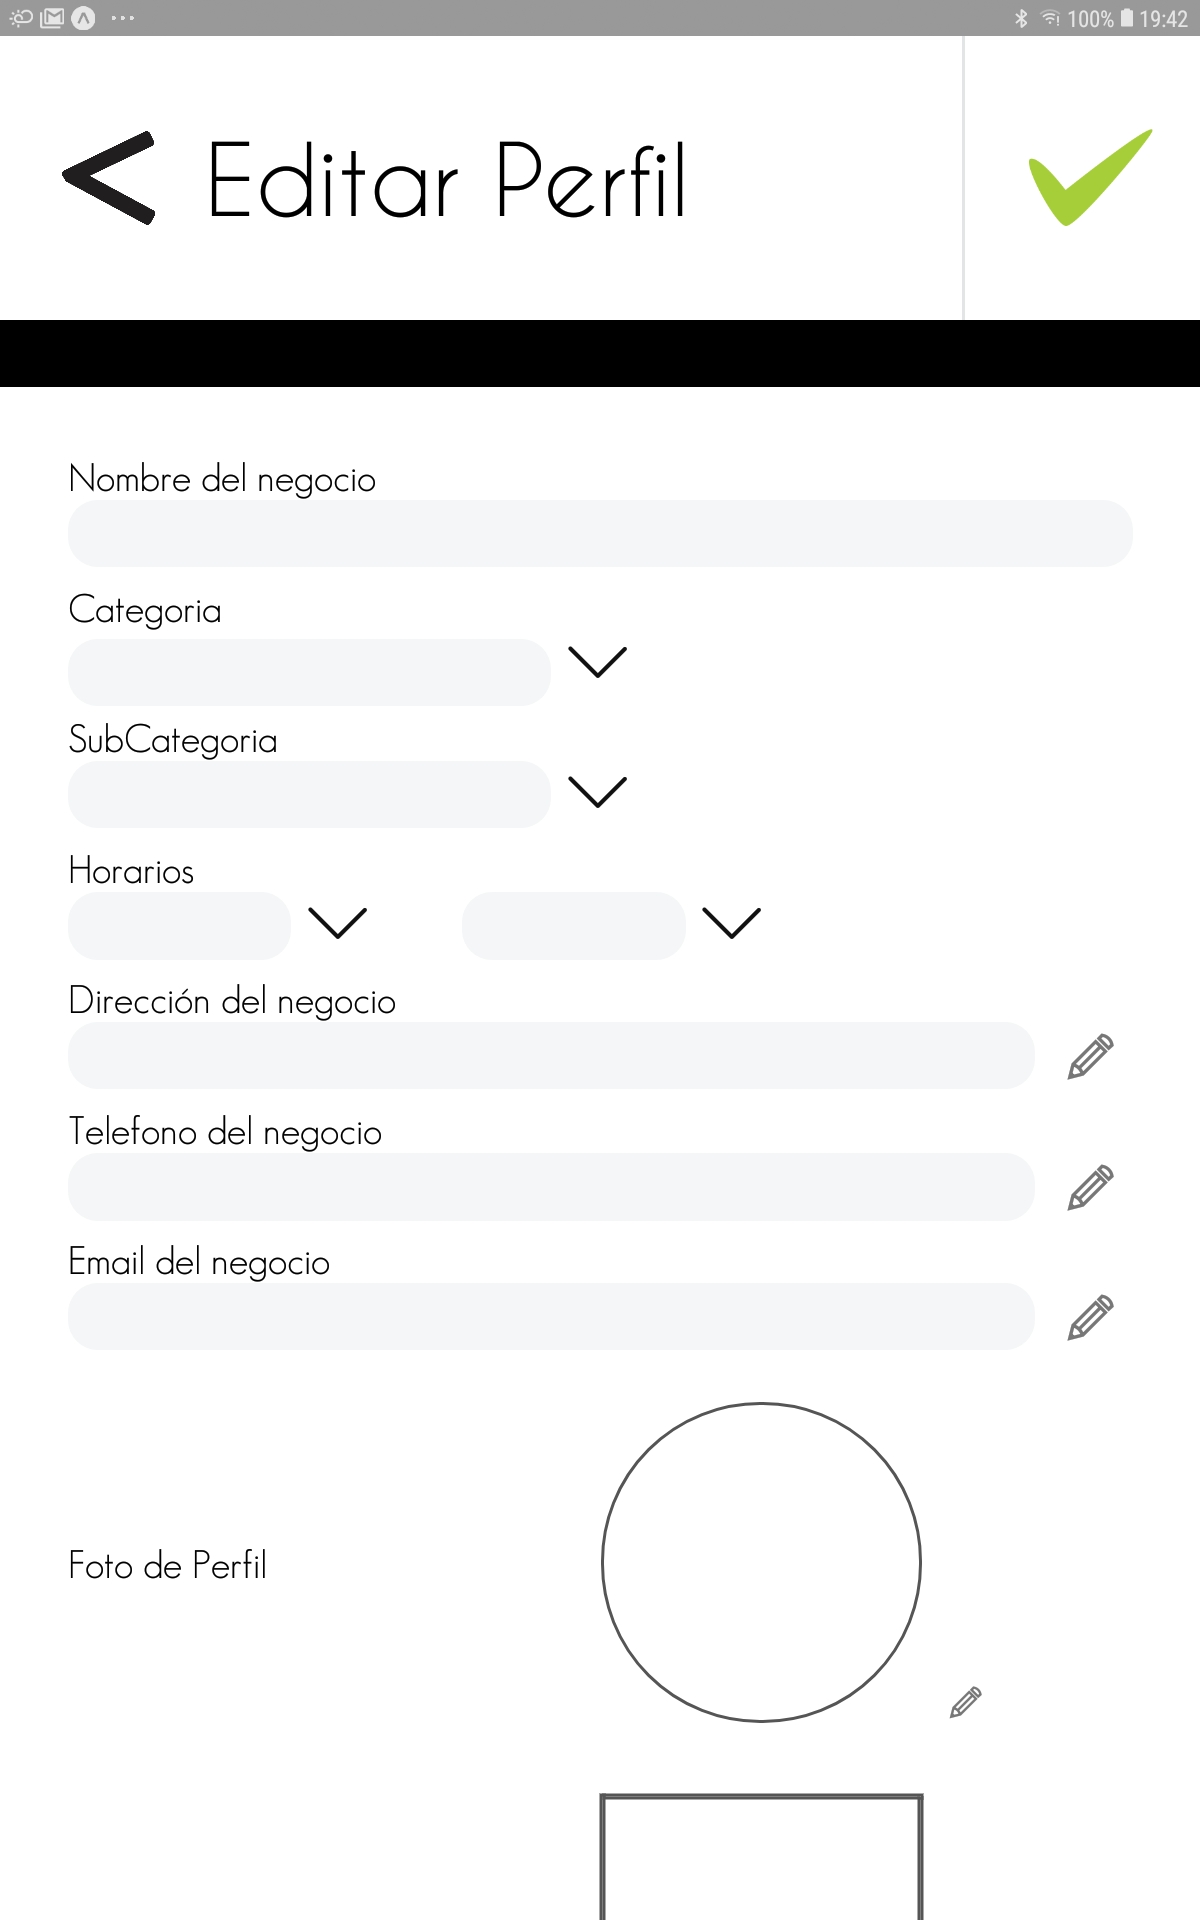 100% 19:42
Editar Perfil
Nombre del negocio
Categoria
SubCategoria
Horarios
Dirección del negocio
Telefono del negocio
Email del negocio
Foto de Perfil